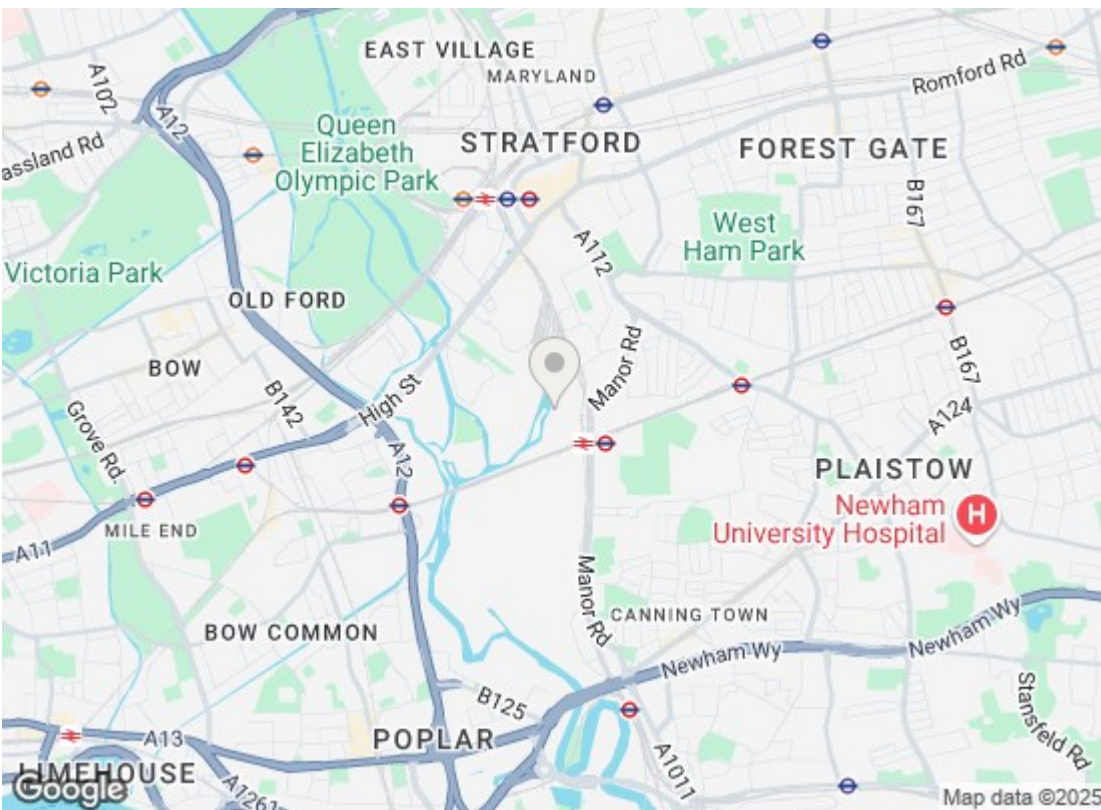 EAST VILLAGE
MARYLAND
Romford Rd
A102
A12
Queen
Elizabeth
Olympic Park
STRATFORD
FOREST GATE
assland Rd
B167
West
Ham Park
A112
Victoria Park
OLD FORD
BOW
B142
High St
Manor Rd
B167
A124
Grove Rd.
A12
PLAISTOW
Newham
University Hospital
H
MILE END
A11
Manor Rd
CANNING TOWN
BOW COMMON
Newham Wy
Newham Wy
B125
Stansfeld Rd
POPLAR
A13
LIMEHOUSE
A1261
A1011
Google
Map data ©2025